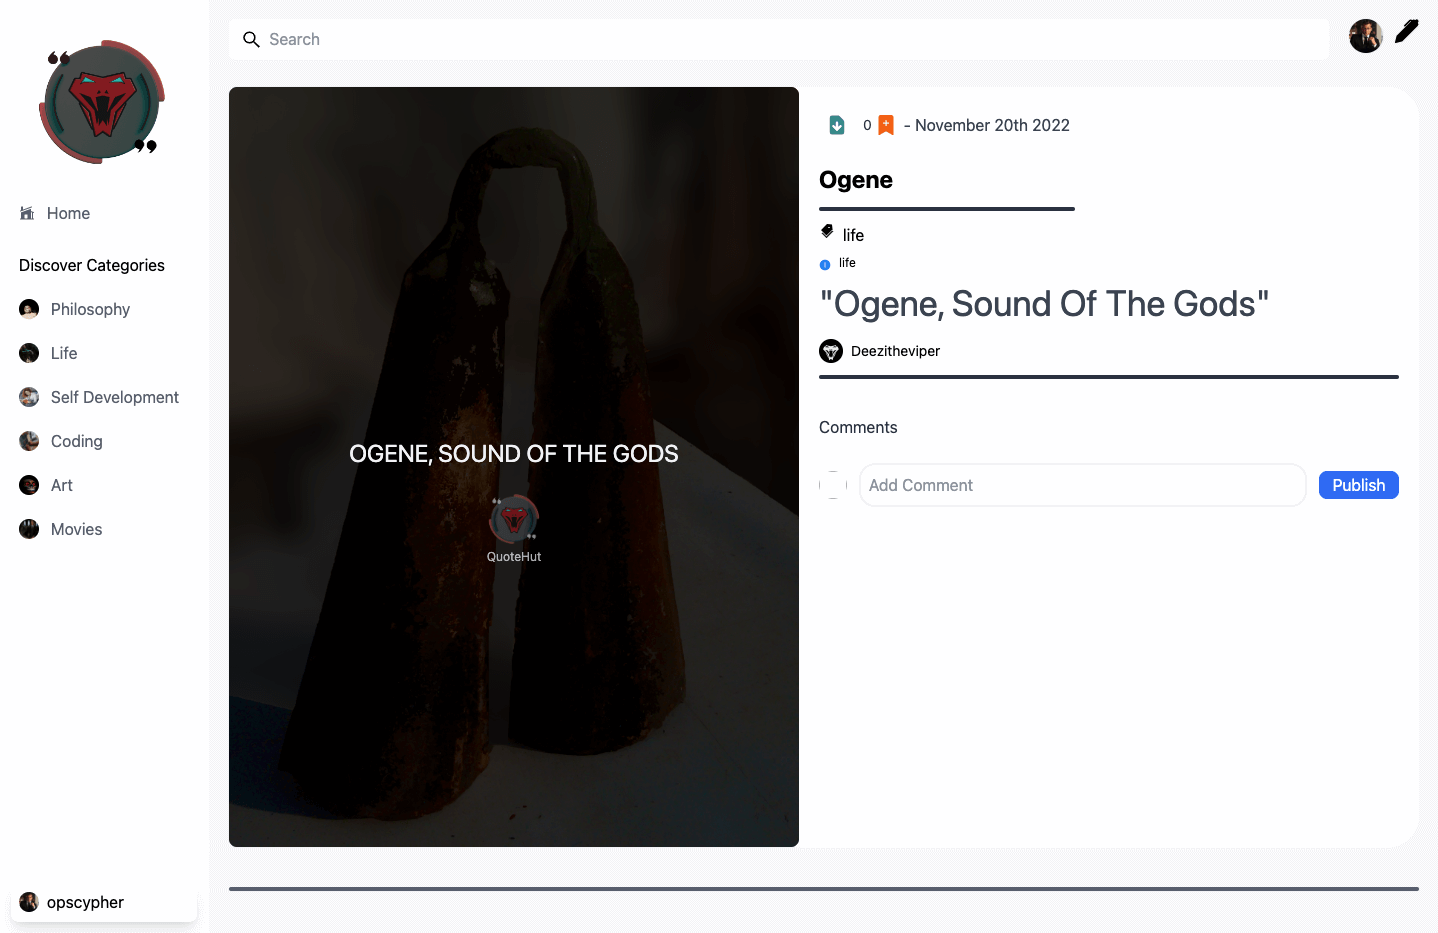 Search
Home
Discover Categories
Philosophy
Life
Self Development
Coding
Art
Movies
opscypher
OGENE, SOUND OF THE GODS
QuoteHut
0 - November 20th 2022
Ogene
life
life
"Ogene, Sound Of The Gods"
Deezitheviper
Comments
Add Comment
Publish